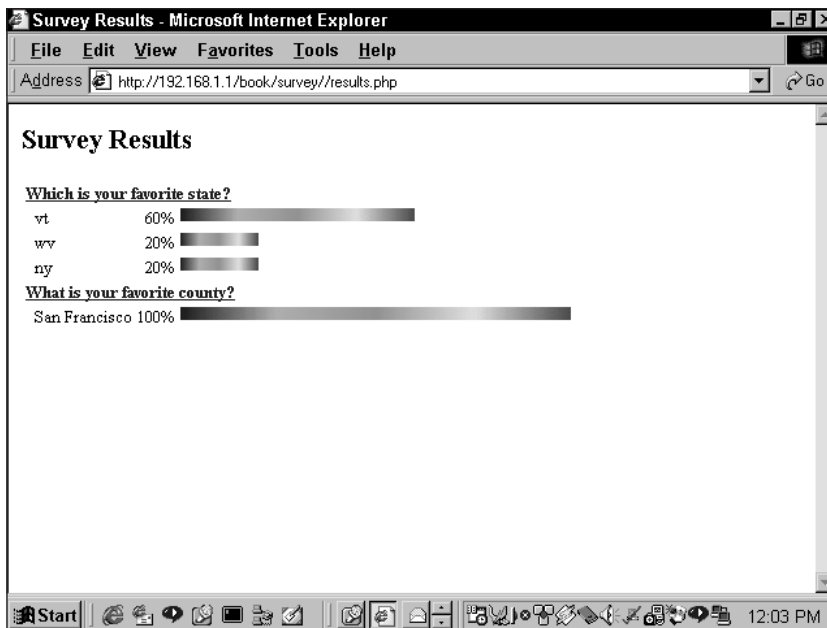 Survey Results - Microsoft Internet Explorer
File Edit View Favorites Tools Help
Address http://192.168.1.1/book/survey//results.php Go
Survey Results
Which is your favorite state?
vt 60%
wv 20%
ny 20%
What is your favorite county?
San Francisco 100%
Start 12:03 PM